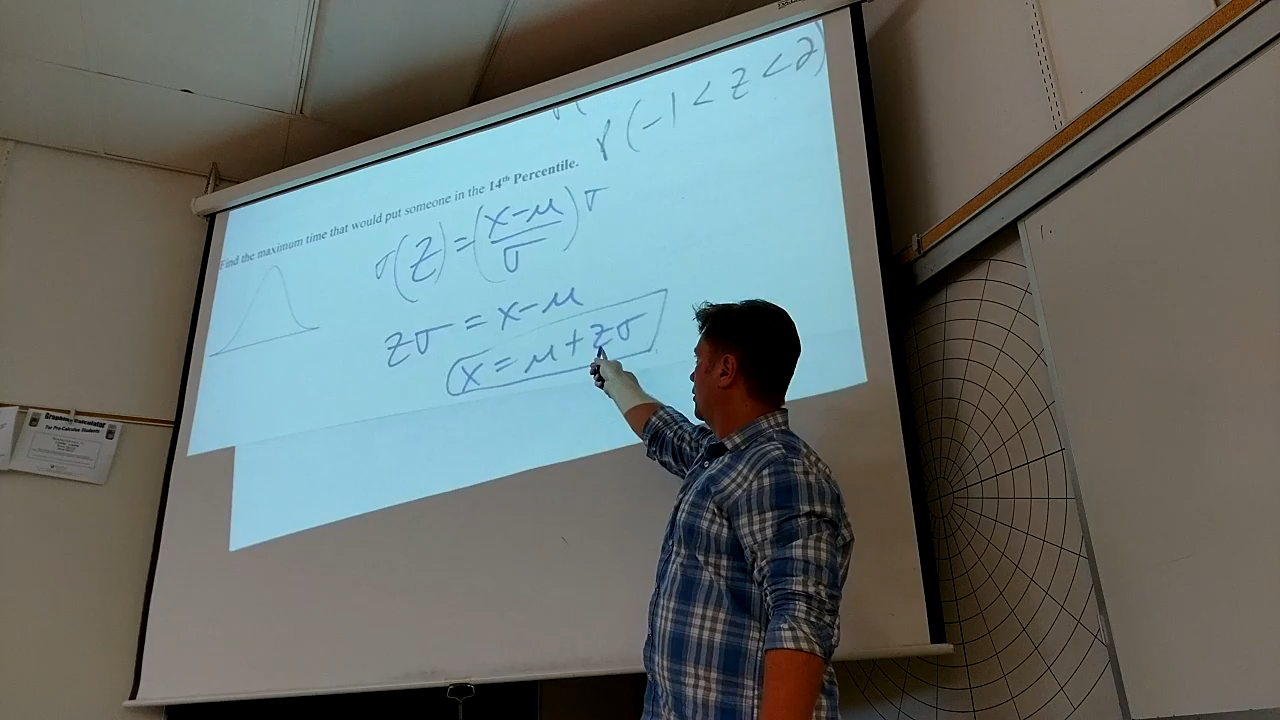 P(-1 < Z < 2)
Find the maximum time that would put someone in the 14th Percentile.
σ(Z) = (x-μ/σ)σ
zσ = x-μ
x = μ+zσ
Graphing Calculator
For Pre-Calculus Students